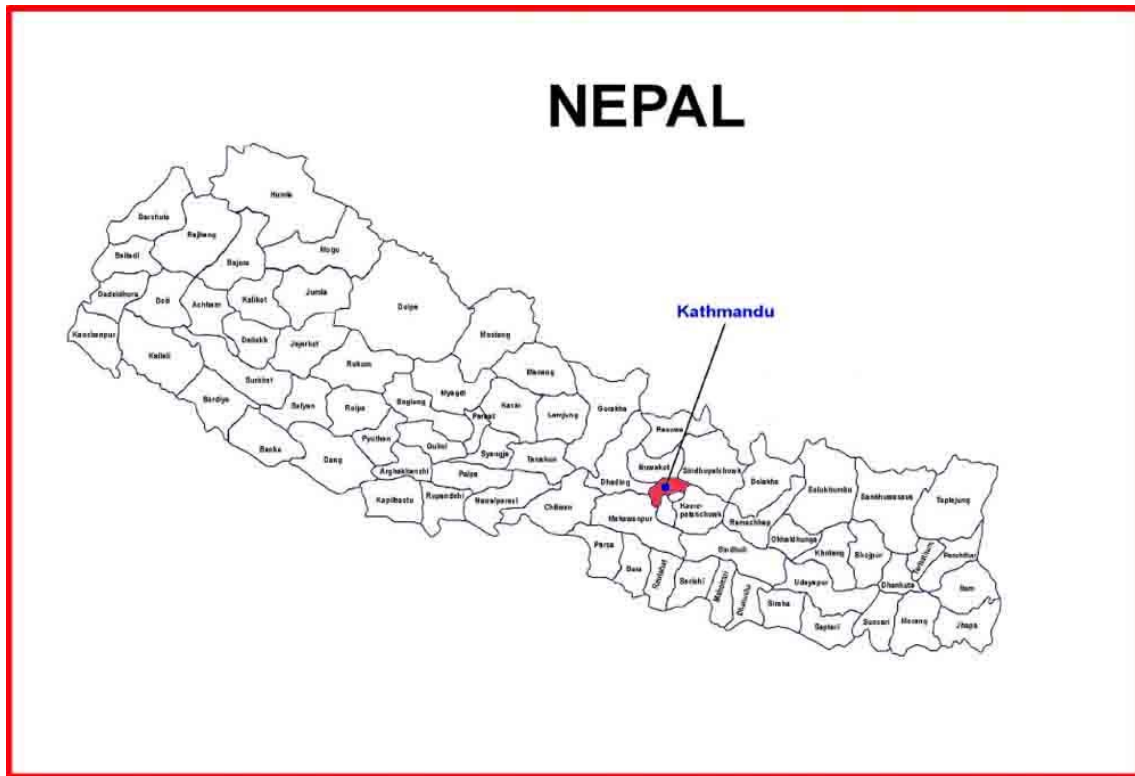 NEPAL
Humla
Darchula
Bajhang
Mugu
Baitadi
Bajura
Dadeldhura
Doti
Achham
Kalikot
Jumla
Dolpa
Kathmandu
Kanchanpur
Kailali
Dailekh
Jajarkot
Mustang
Surkhet
Rukum
Manang
Bardiya
Salyan
Rolpa
Baglung
Myagdi
Parbat
Kaski
Lamjung
Gorkha
Rasuwa
Banke
Dang
Pyuthan
Gulmi
Syangja
Tanahun
Nuwakot
Sindhupalchowk
Arghakhanchi
Palpa
Dhading
Dolakha
Solukhumbu
Sankhuwasava
Taplejung
Kapilbastu
Rupandehi
Nawalparasi
Chitwan
Makawanpur
Kavre-
palanchowk
Ramechhap
Okhaldhunga
Parsa
Bara
Rautahat
Sarlahi
Mahottari
Dhanusha
Sindhuli
Khotang
Bhojpur
Terhathum
Panchthar
Udayapur
Dhankuta
Ilam
Siraha
Saptari
Sunsari
Morang
Jhapa